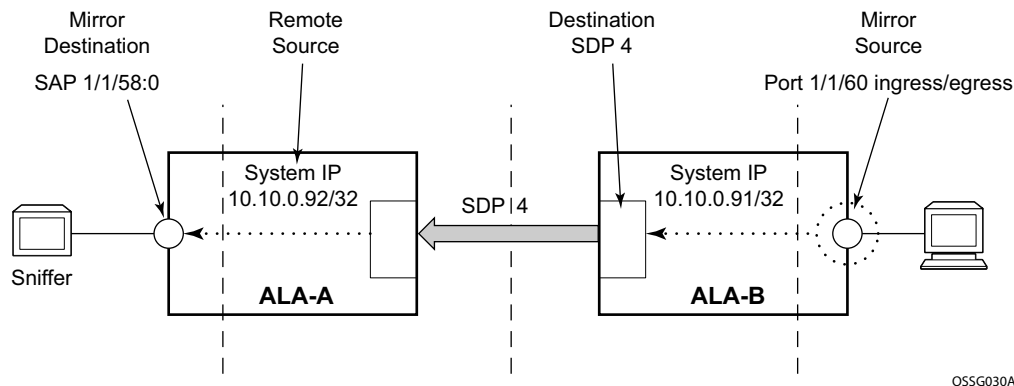 Mirror
Destination
SAP 1/1/58:0
Remote
Source
Destination
SDP 4
Mirror
Source
Port 1/1/60 ingress/egress
System IP
10.10.0.92/32
SDP 4
System IP
10.10.0.91/32
Sniffer
ALA-A
ALA-B
OSSG030A